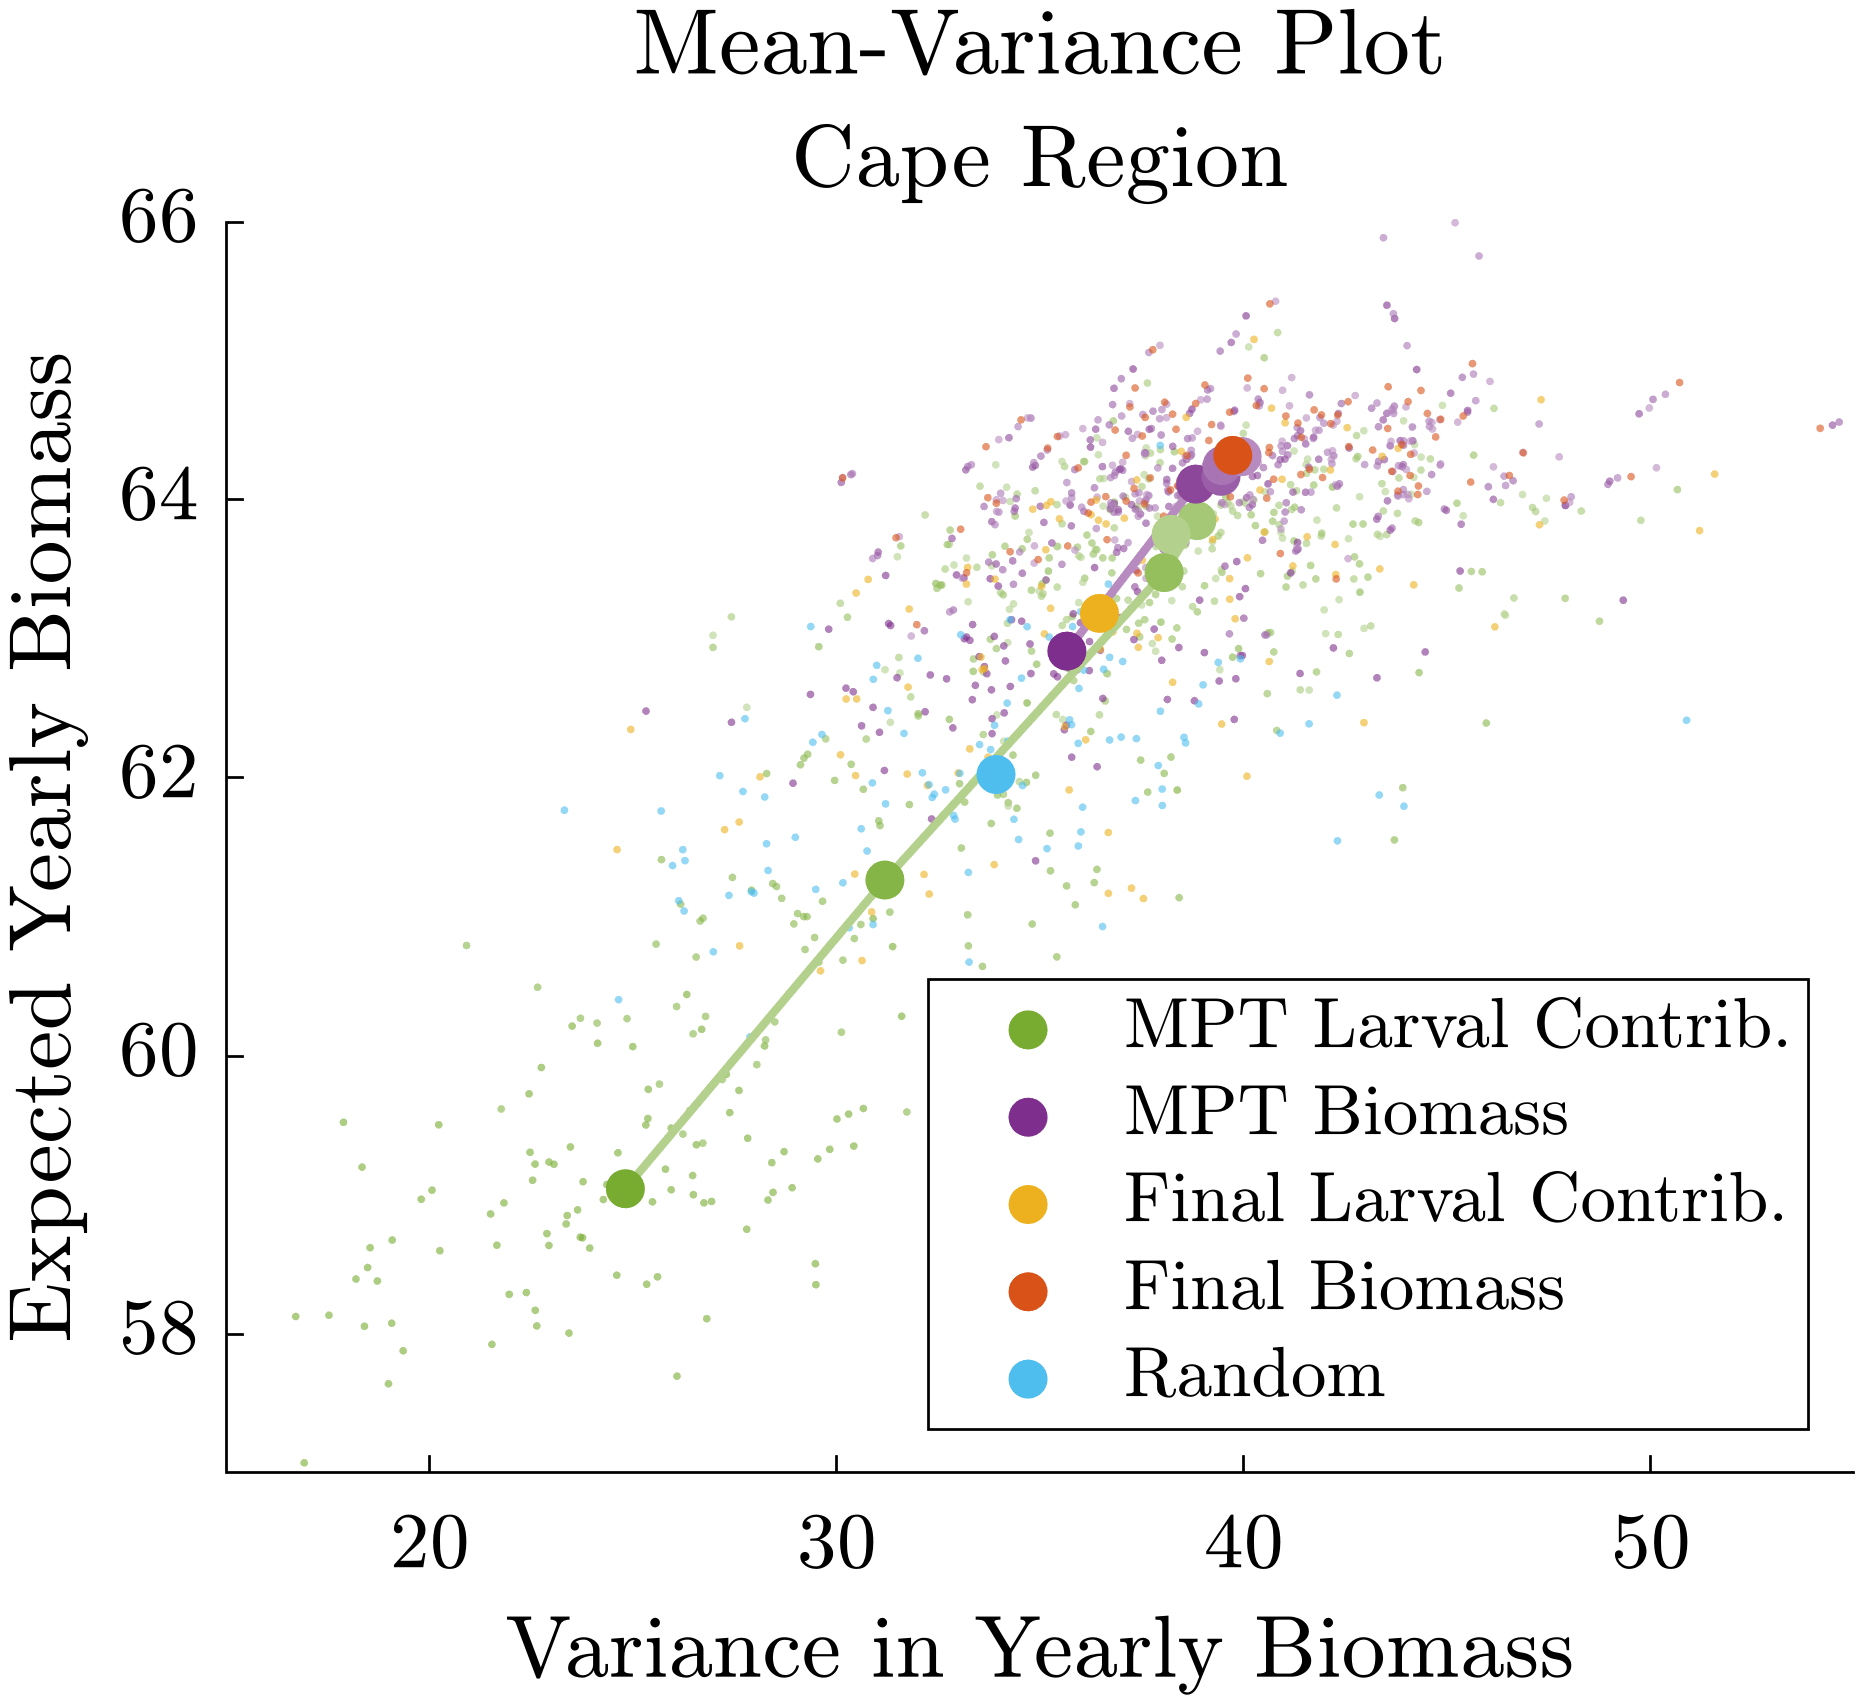 Mean-Variance Plot
Cape Region
Expected Yearly Biomass
66
64
62
60
58
MPT Larval Contrib.
MPT Biomass
Final Larval Contrib.
Final Biomass
Random
20 30 40 50
Variance in Yearly Biomass